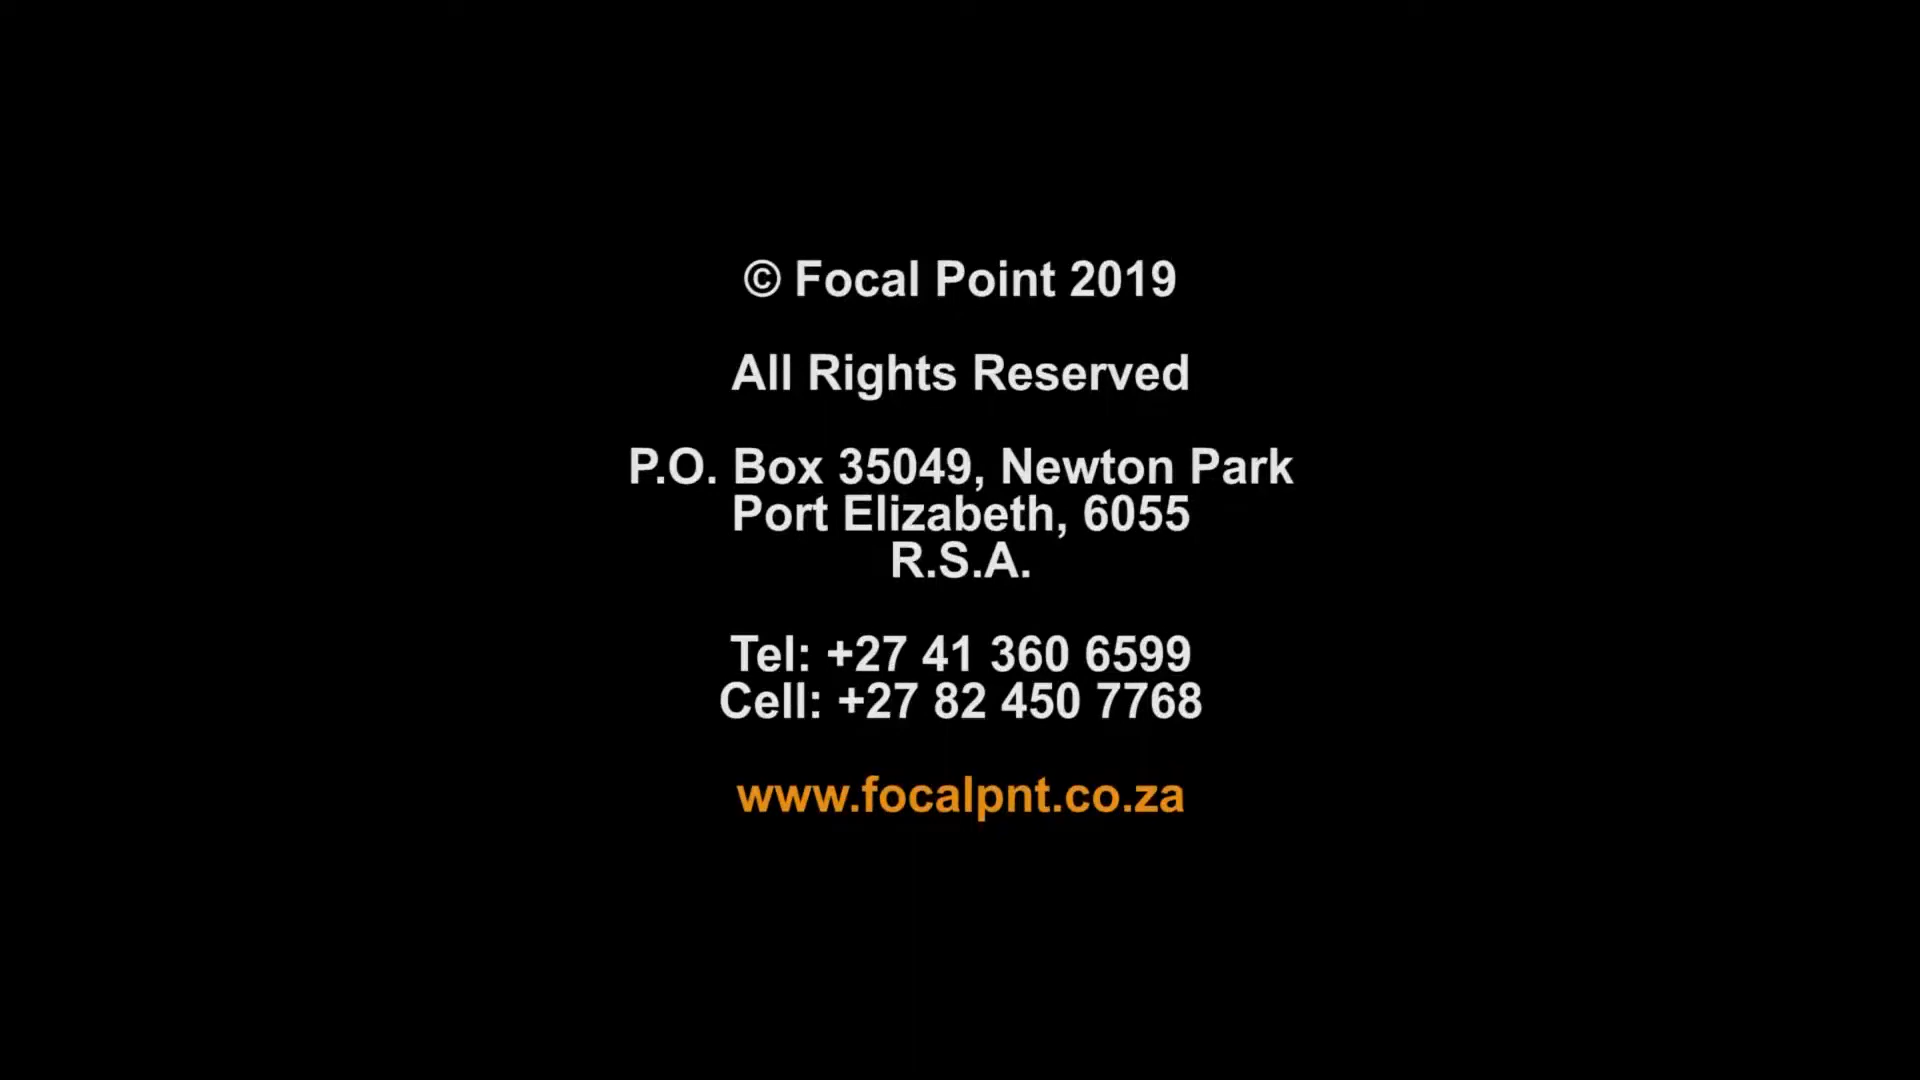 © Focal Point 2019
All Rights Reserved
P.O. Box 35049, Newton Park
Port Elizabeth, 6055
R.S.A.
Tel: +27 41 360 6599
Cell: +27 82 450 7768
www.focalpnt.co.za